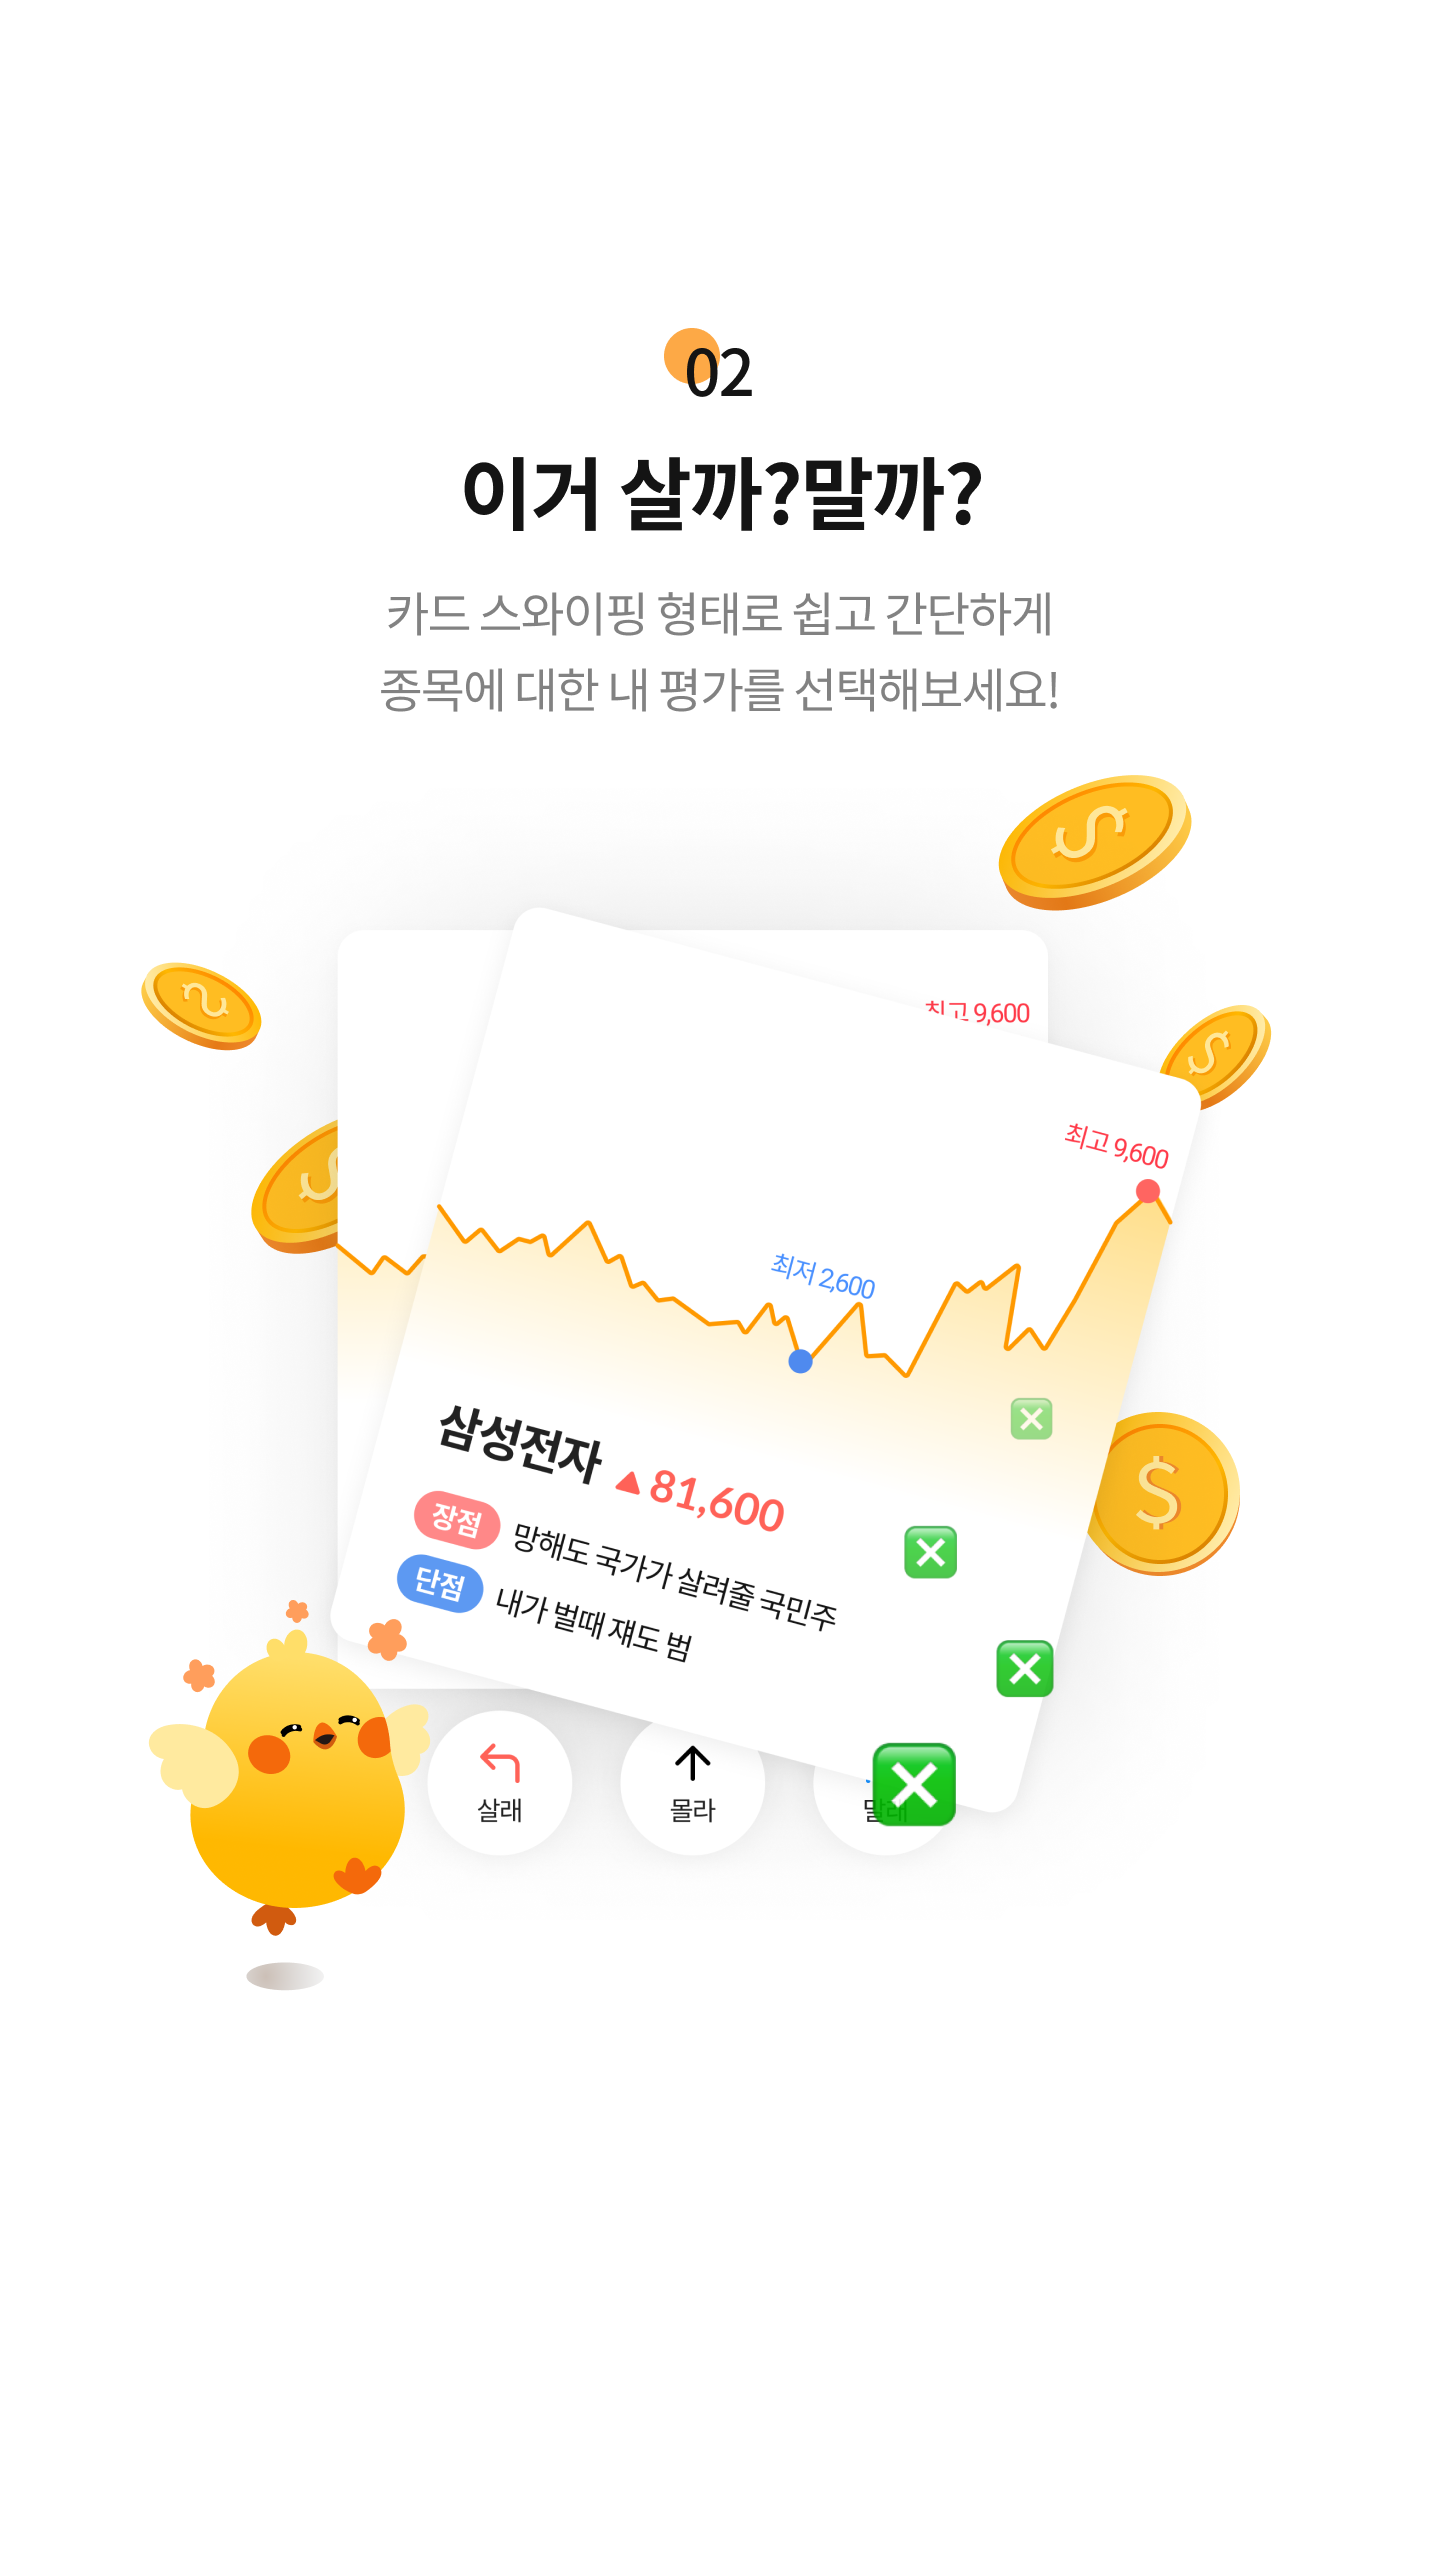 02
이거 살까?말까?
카드 스와이핑 형태로 쉽고 간단하게
종목에 대한 내 평가를 선택해보세요!
최고 9,600
최고 9,600
최저 2,600
삼성전자 ▲81,600
장점 망해도 국가가 살려줄 국민주
단점 내가 벌때 쟤도 범
살래
몰라
말래